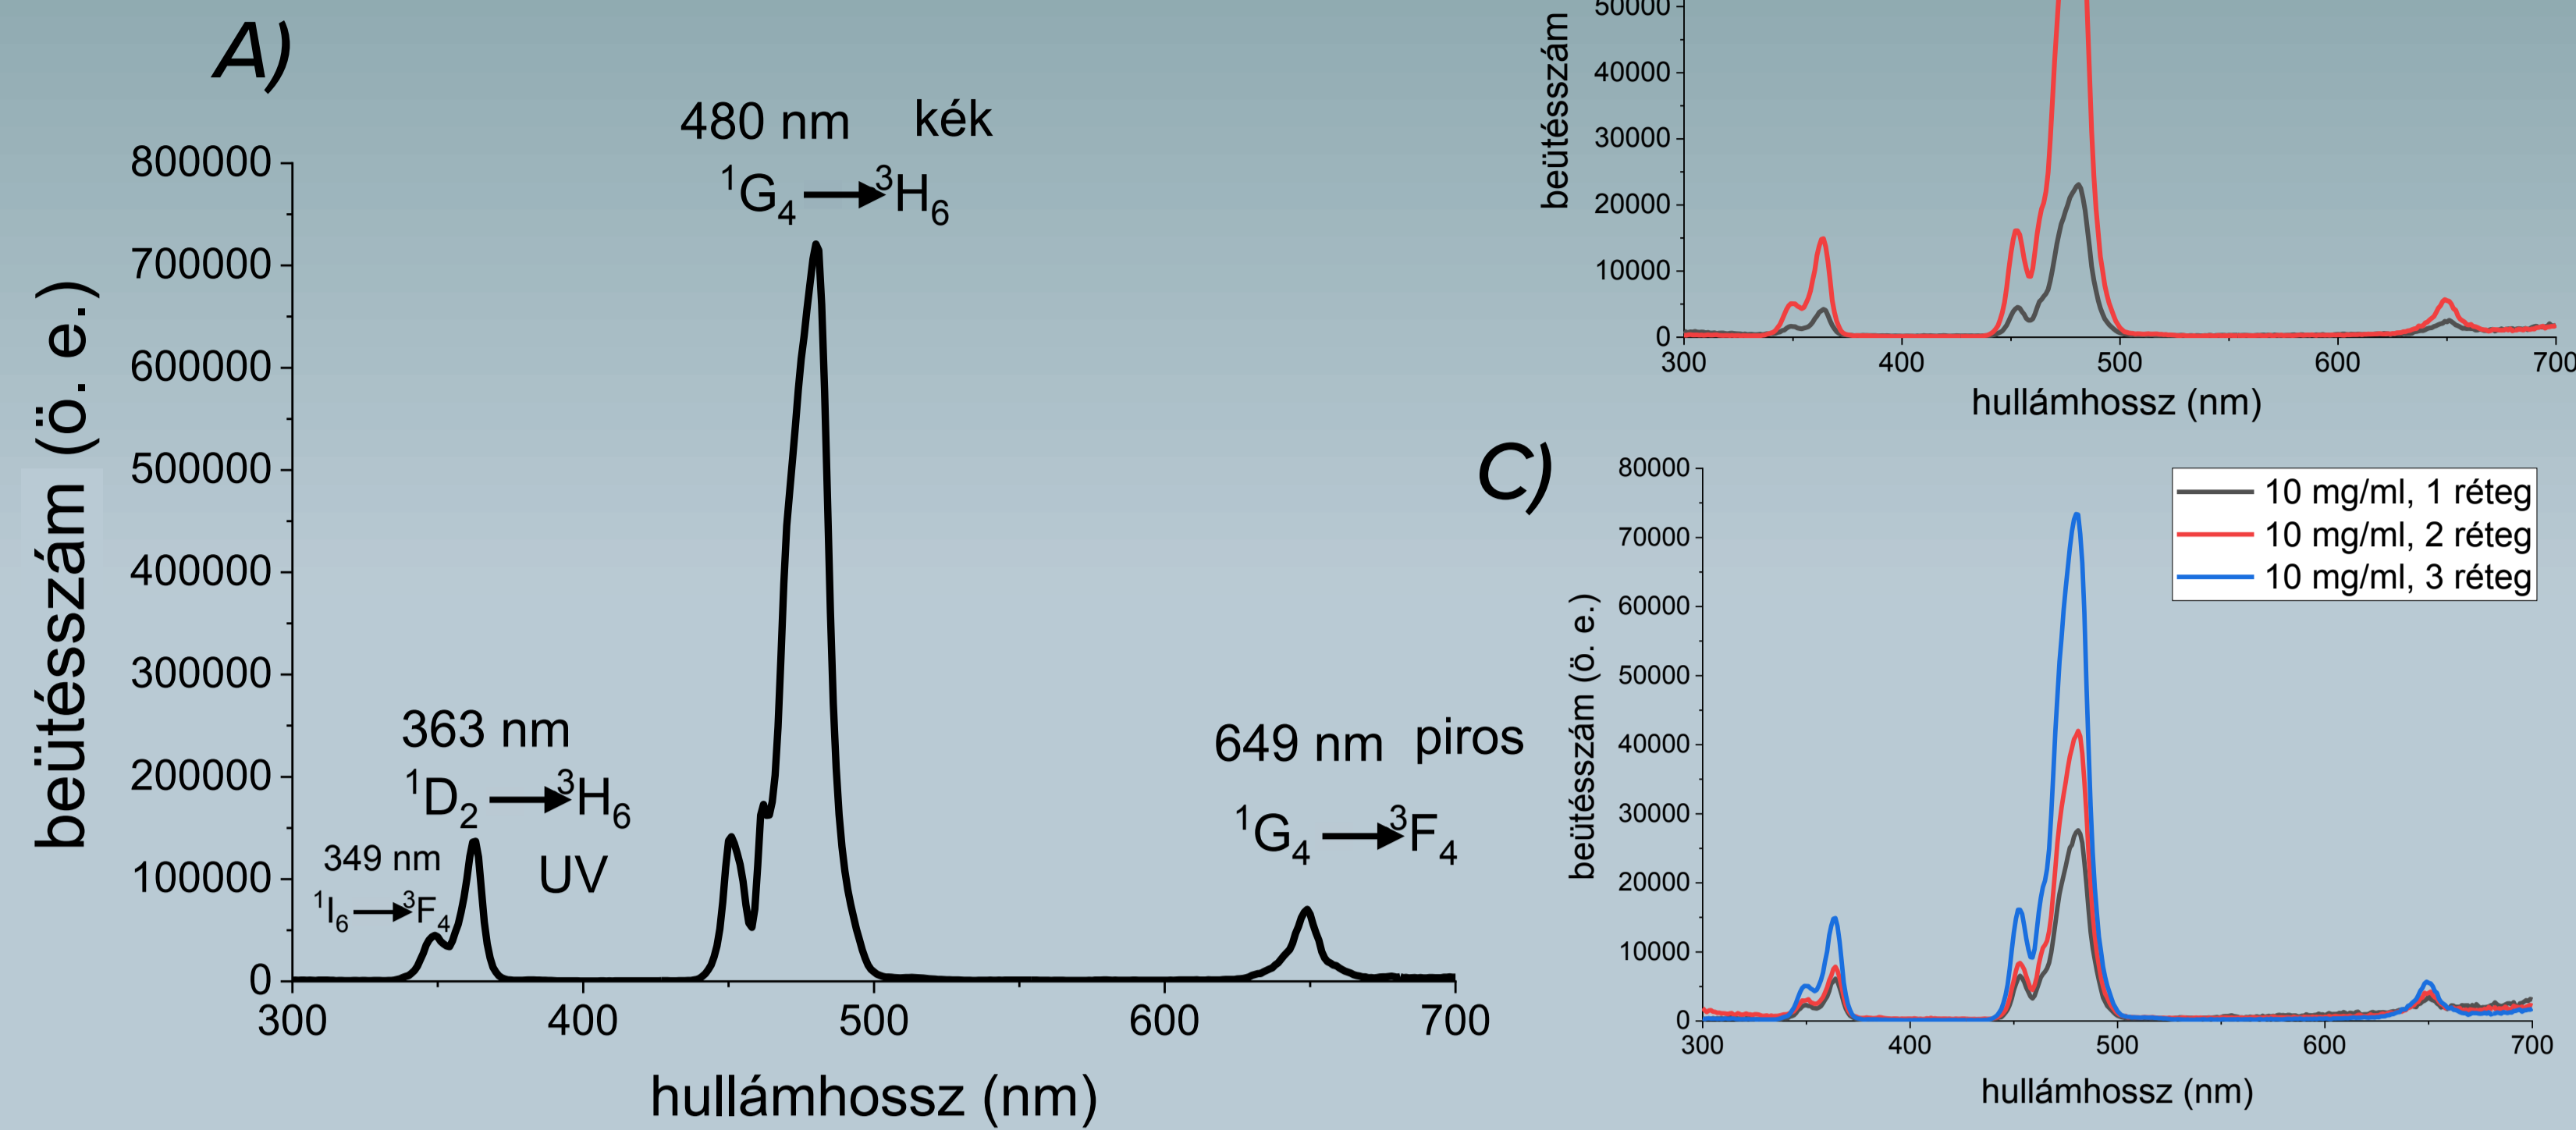 A)
480 nm kék
¹G₄ → ³H₆
800000
700000
600000
500000
400000
300000
200000
100000
0
beütésszám (ö. e.)
363 nm
¹D₂ → ³H₆
UV
349 nm
¹I₆ → ³F₄
649 nm piros
¹G₄ → ³F₄
300 400 500 600 700
hullámhossz (nm)
50000
40000
30000
20000
10000
0
beütésszám
300 400 500 600 700
hullámhossz (nm)
C)
80000
70000
60000
50000
40000
30000
20000
10000
0
beütésszám (ö. e.)
10 mg/ml, 1 réteg
10 mg/ml, 2 réteg
10 mg/ml, 3 réteg
300 400 500 600 700
hullámhossz (nm)